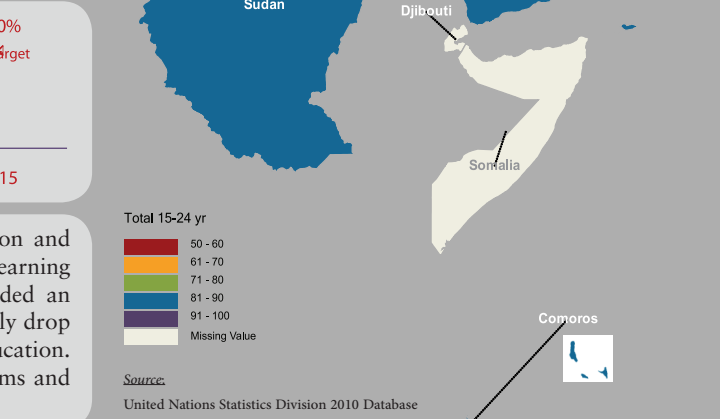 Sudan
Djibouti
0%
arget
15
Somalia
on and
earning
ded an
ly drop
ucation.
ms and
Total 15-24 yr
50 - 60
61 - 70
71 - 80
81 - 90
91 - 100
Missing Value
Comoros
Source:
United Nations Statistics Division 2010 Database